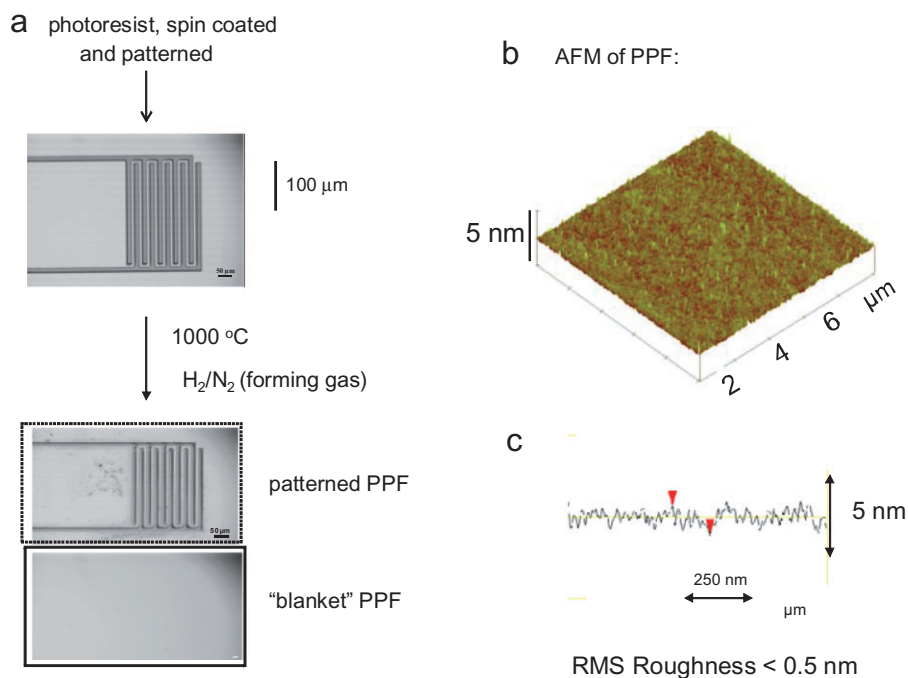 a
photoresist, spin coated
and patterned
100 μm
50 μm
1000 °C
H₂/N₂ (forming gas)
50 μm
patterned PPF
“blanket” PPF
b
AFM of PPF:
5 nm
2
4
6
μm
c
5 nm
250 nm
μm
RMS Roughness < 0.5 nm